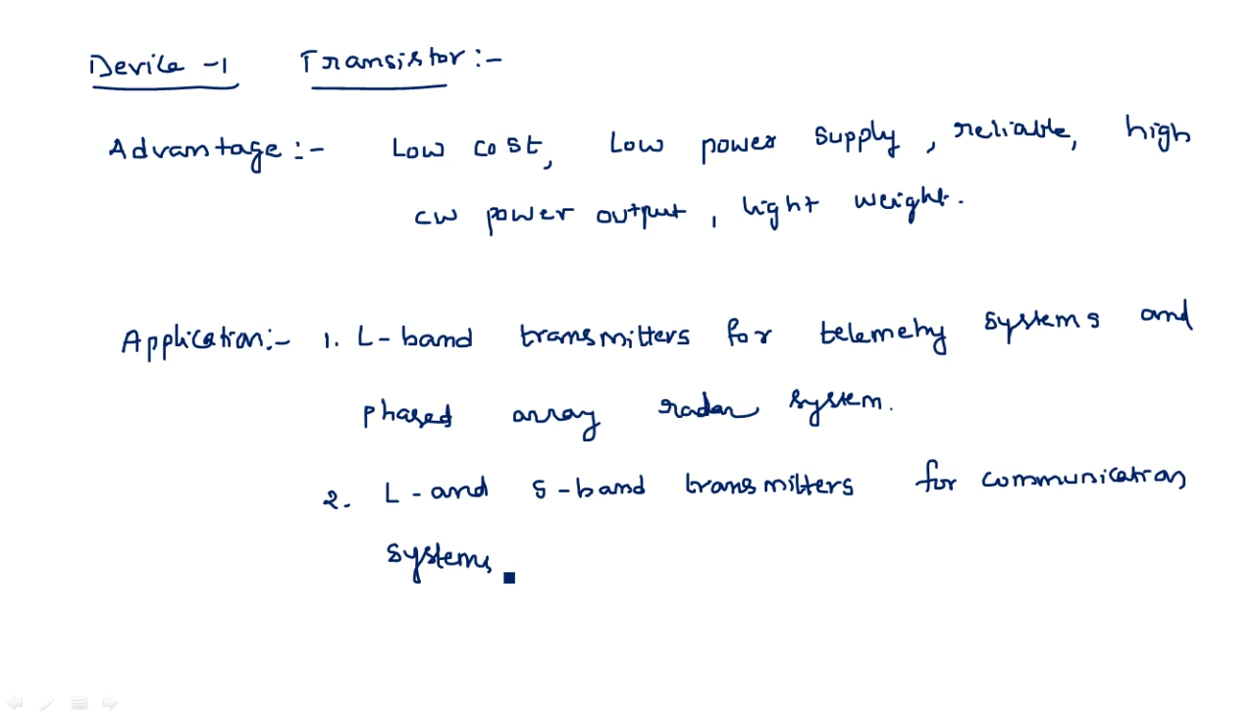 Device -1 Transistor:-
Advantage:- Low cost, Low power supply, reliable, high
CW power output, light weight.
Application:- 1. L-band transmitters for telemetry systems and
phased array radar system.
2. L-and S-band transmitters for communication
systems.